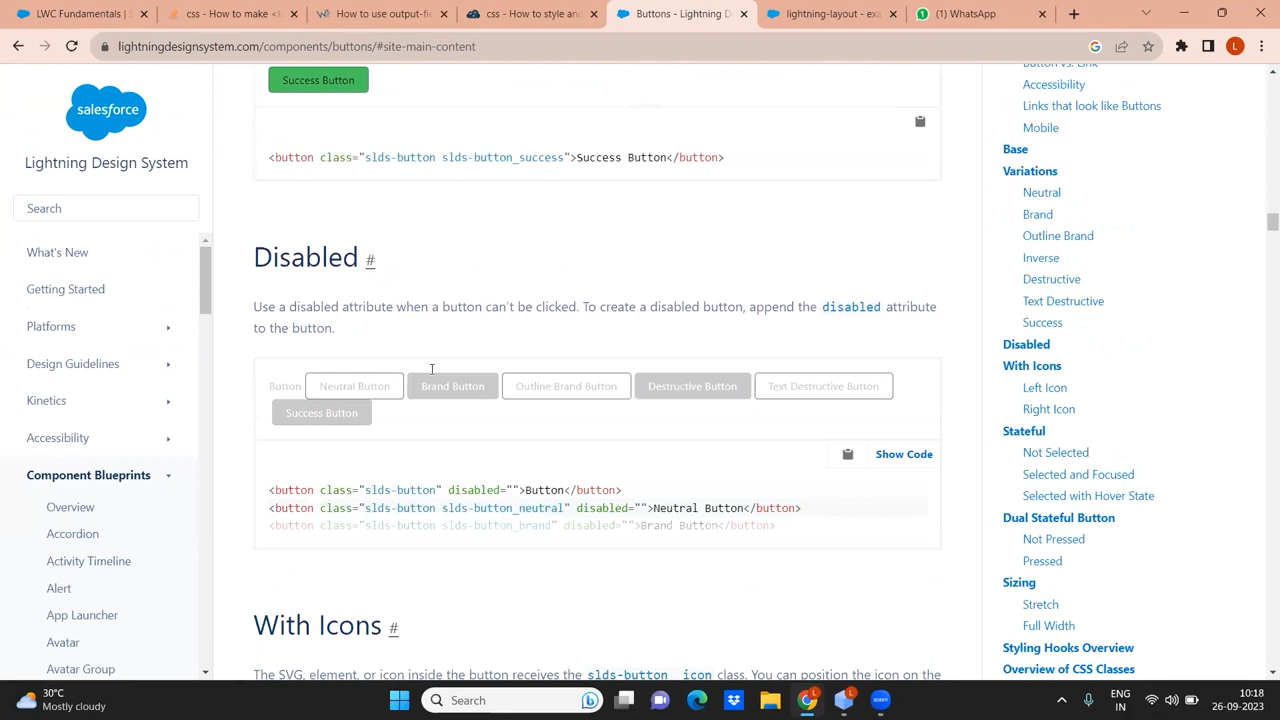 LWC Fundamentals | S
css - How to make <l
How to use output-fie
css - How to style and
Buttons - Lightning De
lightning-layout - exa
(1) WhatsApp
lightningdesignsystem.com/components/buttons/#site-main-content
L
salesforce
Lightning Design System
Search
What's New
Getting Started
Platforms
Design Guidelines
Kinetics
Accessibility
Component Blueprints
Overview
Accordion
Activity Timeline
Alert
App Launcher
Avatar
Avatar Group
Success Button
<button class="slds-button slds-button_success">Success Button</button>
Disabled #
Use a disabled attribute when a button can't be clicked. To create a disabled button, append the disabled attribute
to the button.
Button Neutral Button Brand Button Outline Brand Button Destructive Button Text Destructive Button
Success Button
Show Code
<button class="slds-button" disabled="">Button</button>
<button class="slds-button slds-button_neutral" disabled="">Neutral Button</button>
<button class="slds-button slds-button_brand" disabled="">Brand Button</button>
With Icons #
The SVG, element, or icon inside the button receives the slds-button__icon class. You can position the icon on the
Button vs. Link
Accessibility
Links that look like Buttons
Mobile
Base
Variations
Neutral
Brand
Outline Brand
Inverse
Destructive
Text Destructive
Success
Disabled
With Icons
Left Icon
Right Icon
Stateful
Not Selected
Selected and Focused
Selected with Hover State
Dual Stateful Button
Not Pressed
Pressed
Sizing
Stretch
Full Width
Styling Hooks Overview
Overview of CSS Classes
30°C
Mostly cloudy
Search
ENG
IN
10:18
26-09-2023